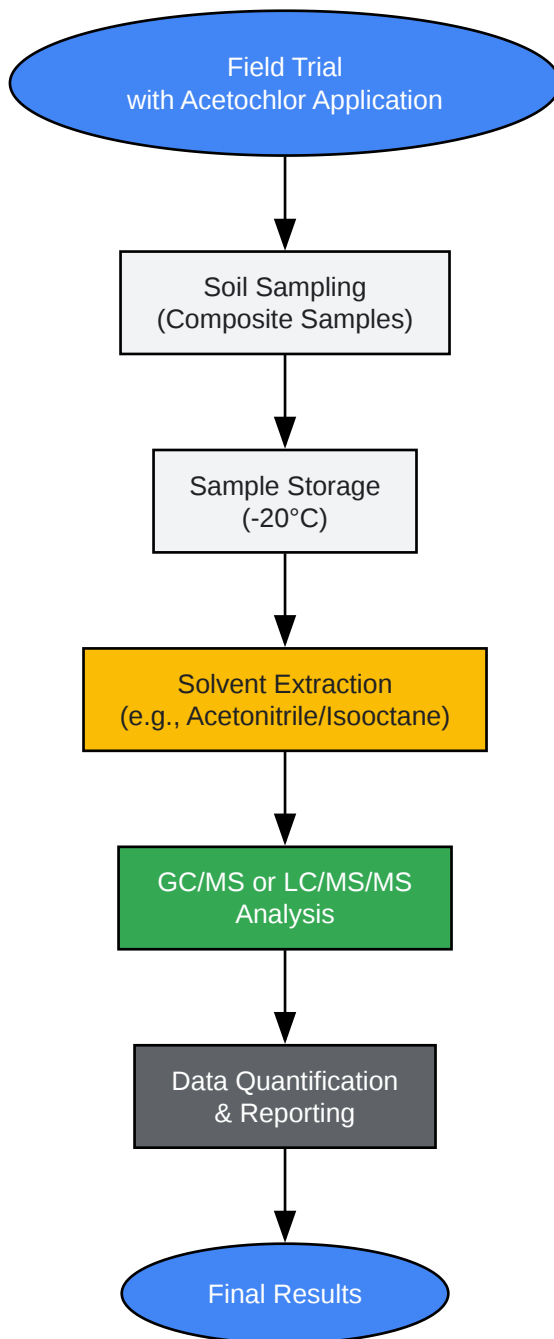 Field Trial
with Acetochlor Application
Soil Sampling
(Composite Samples)
Sample Storage
(-20°C)
Solvent Extraction
(e.g., Acetonitrile/Isooctane)
GC/MS or LC/MS/MS
Analysis
Data Quantification
& Reporting
Final Results